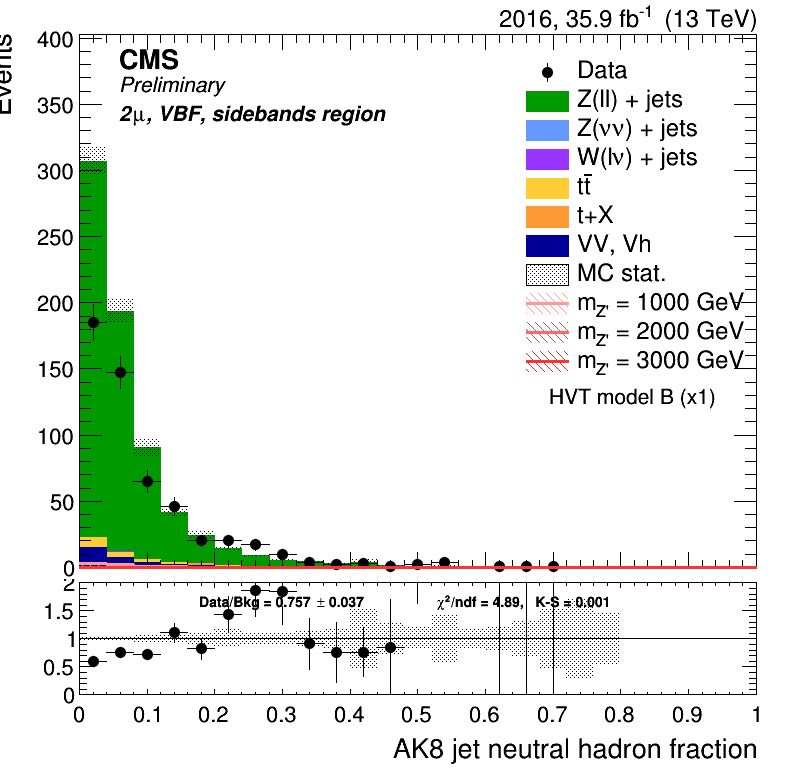 2016, 35.9 fb⁻¹ (13 TeV)
Events
400
350
300
250
200
150
100
50
0
CMS
Preliminary
2μ, VBF, sidebands region
Data
Z(ll) + jets
Z(νν) + jets
W(lν) + jets
tt̄
t+X
VV, Vh
MC stat.
m_Z' = 1000 GeV
m_Z' = 2000 GeV
m_Z' = 3000 GeV
HVT model B (x1)
2
1.5
1
0.5
0
Data/Bkg = 0.757 ± 0.037
χ²/ndf = 4.89, K-S = 0.001
0 0.1 0.2 0.3 0.4 0.5 0.6 0.7 0.8 0.9 1
AK8 jet neutral hadron fraction